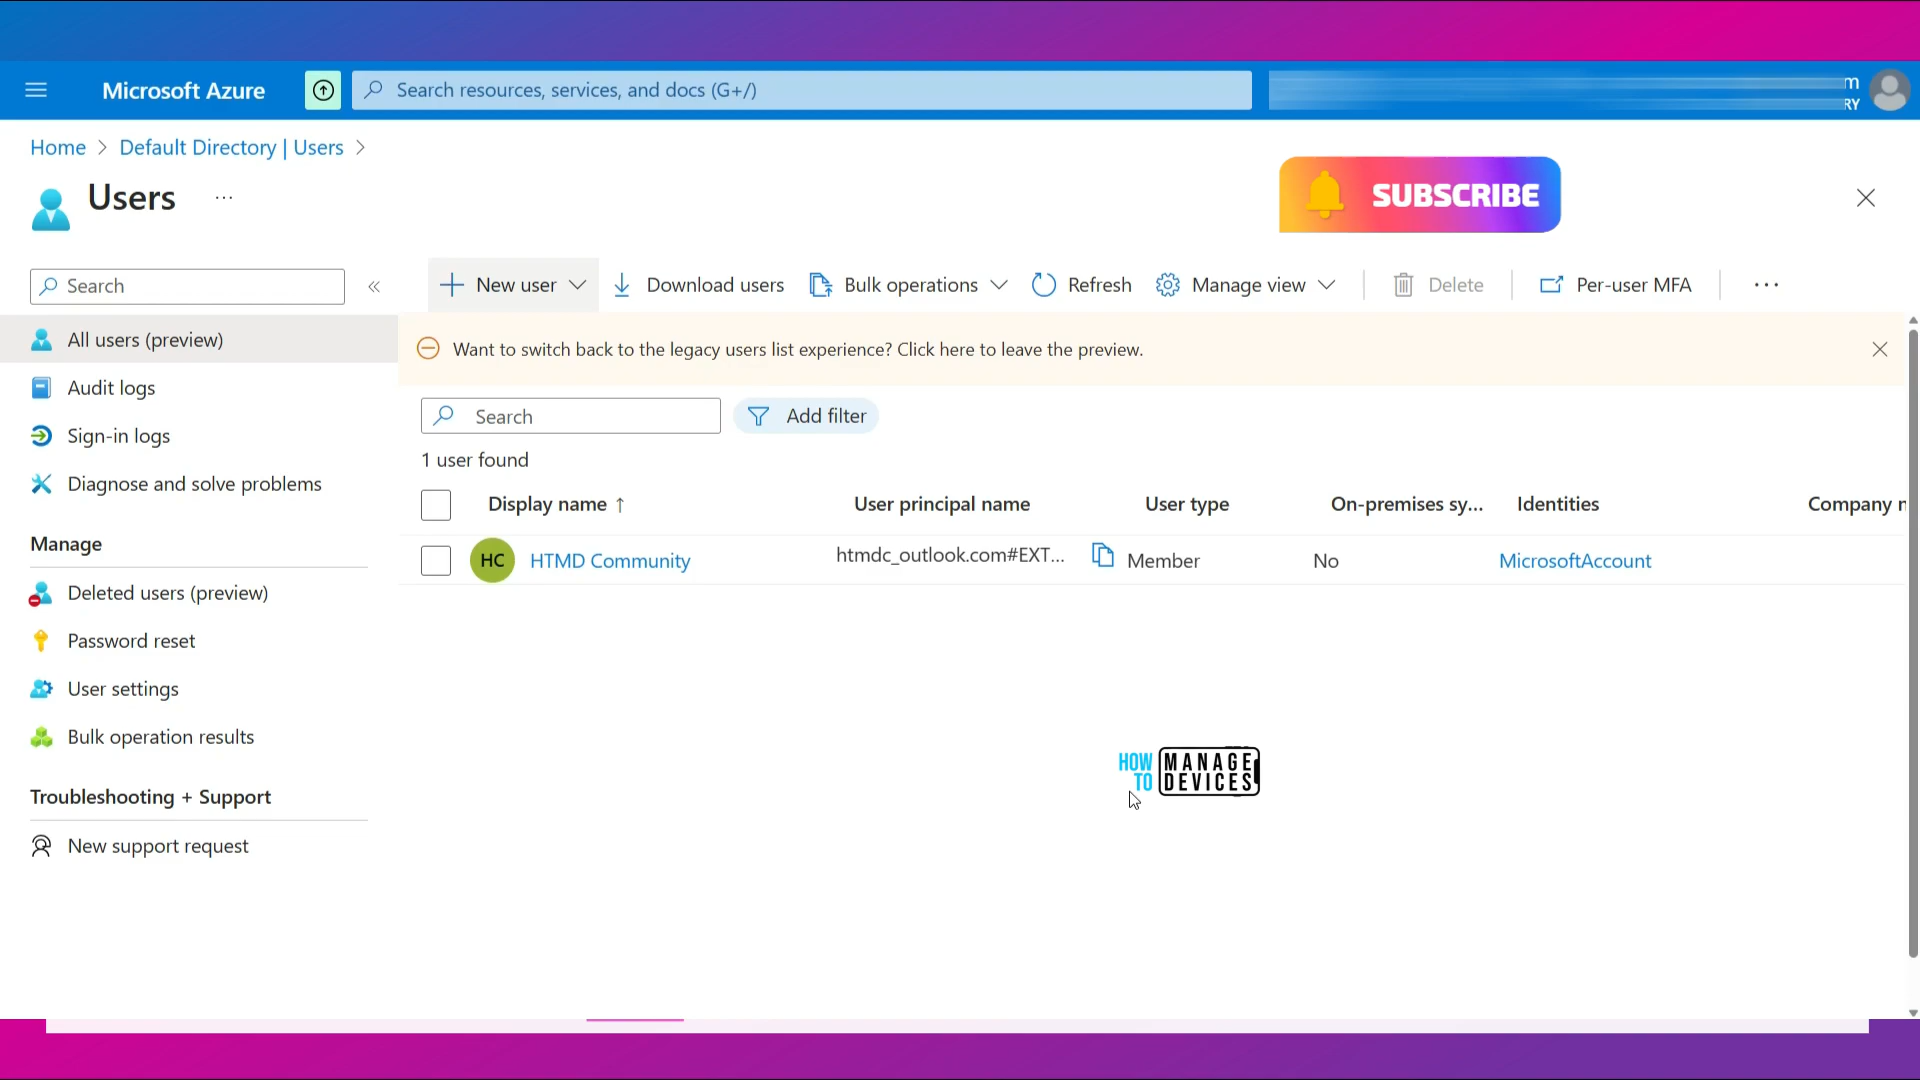 Microsoft Azure
Search resources, services, and docs (G+/)
m
RY
Home > Default Directory | Users >
Users ...
SUBSCRIBE
Search
«
New user
Download users
Bulk operations
Refresh
Manage view
Delete
Per-user MFA
...
All users (preview)
Audit logs
Sign-in logs
Diagnose and solve problems
Manage
Deleted users (preview)
Password reset
User settings
Bulk operation results
Troubleshooting + Support
New support request
Want to switch back to the legacy users list experience? Click here to leave the preview.
Search
Add filter
1 user found
Display name ↑ User principal name User type On-premises sy... Identities Company n
HC HTMD Community htmdc_outlook.com#EXT... Member No MicrosoftAccount
HOW TO
MANAGE DEVICES